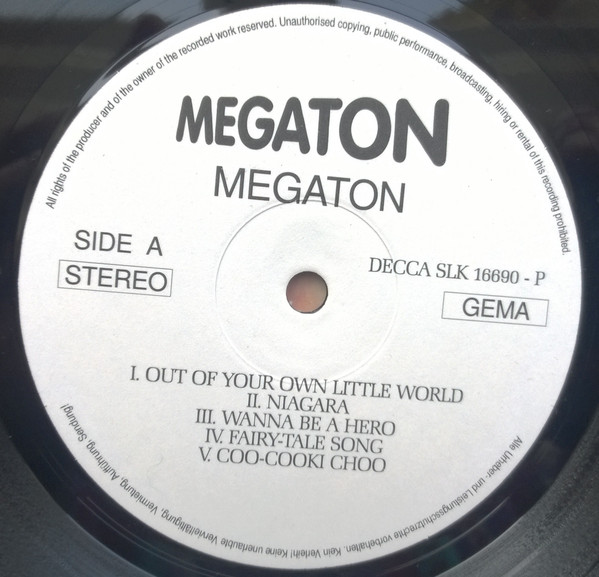 All rights of the producer and of the owner of the recorded work reserved. Unauthorised copying, public performance, broadcasting, hiring or rental of this recording prohibited.
MEGATON
MEGATON
SIDE A
STEREO
DECCA SLK 16690 - P
GEMA
I. OUT OF YOUR OWN LITTLE WORLD
II. NIAGARA
III. WANNA BE A HERO
IV. FAIRY-TALE SONG
V. COO-COOKI CHOO
Alle Urheber- und Leistungsschutzrechte vorbehalten. Kein Verleih! Keine unerlaubte Vervielfältigung, Vermietung, Aufführung, Sendung!